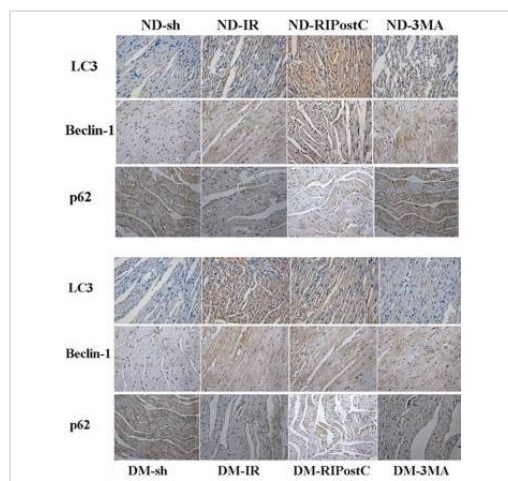 ND-sh ND-IR ND-RIPostC ND-3MA
LC3
Beclin-1
p62
LC3
Beclin-1
p62
DM-sh DM-IR DM-RIPostC DM-3MA